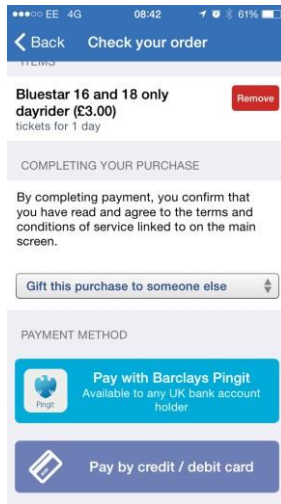 EE 4G 08:42 61%
Back Check your order
ITEMS
Bluestar 16 and 18 only
dayrider (£3.00)
Remove
tickets for 1 day
COMPLETING YOUR PURCHASE
By completing payment, you confirm that
you have read and agree to the terms and
conditions of service linked to on the main
screen.
Gift this purchase to someone else
PAYMENT METHOD
Pay with Barclays Pingit
Available to any UK bank account
holder
Pingit
Pay by credit / debit card